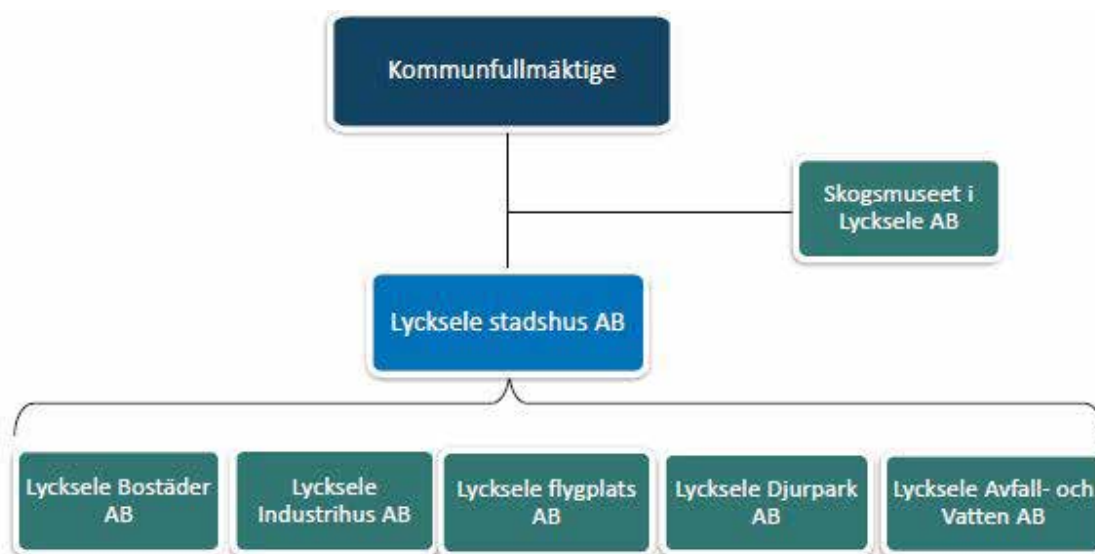 Kommunfullmäktige
Skogsmuseet i
Lycksele AB
Lycksele stadshus AB
Lycksele Bostäder
AB
Lycksele
Industrihus AB
Lycksele flygplats
AB
Lycksele Djurpark
AB
Lycksele Avfall- och
Vatten AB